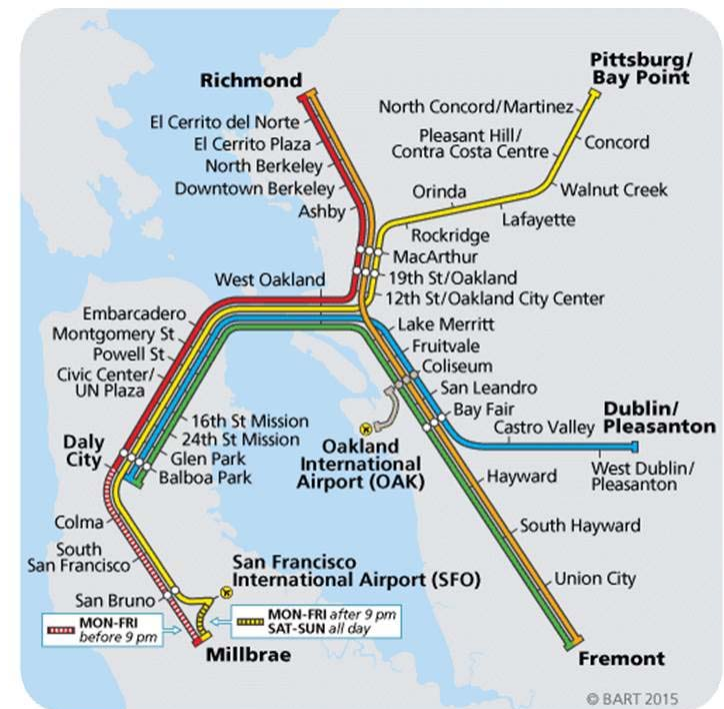 Richmond
El Cerrito del Norte
El Cerrito Plaza
North Berkeley
Downtown Berkeley
Ashby
Pittsburg/
Bay Point
North Concord/Martinez
Pleasant Hill/
Contra Costa Centre
Concord
Walnut Creek
Orinda
Lafayette
Rockridge
MacArthur
19th St/Oakland
12th St/Oakland City Center
West Oakland
Embarcadero
Montgomery St
Powell St
Civic Center/
UN Plaza
Lake Merritt
Fruitvale
Coliseum
San Leandro
Bay Fair
Castro Valley
Dublin/
Pleasanton
West Dublin/
Pleasanton
16th St Mission
24th St Mission
Glen Park
Balboa Park
Daly
City
Oakland
International
Airport (OAK)
Hayward
South Hayward
Union City
Fremont
Colma
South
San Francisco
San Bruno
San Francisco
International Airport (SFO)
MON-FRI
before 9 pm
MON-FRI after 9 pm
SAT-SUN all day
Millbrae
© BART 2015